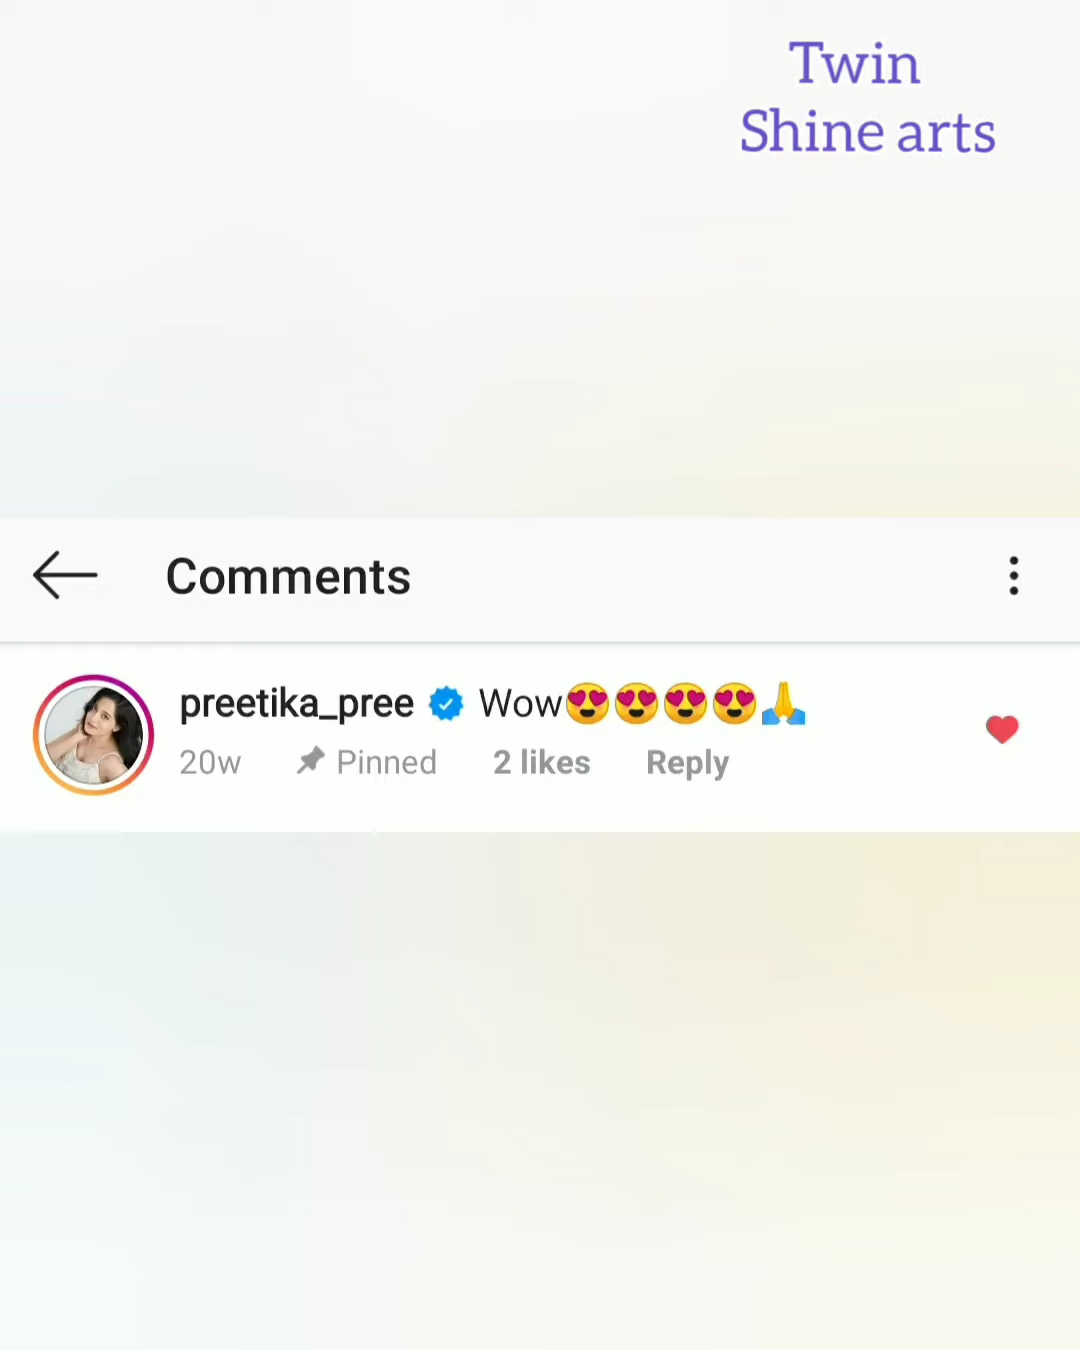 Twin
Shine arts
Comments
preetika_pree Wow😍😍😍😍🙏
20w Pinned 2 likes Reply